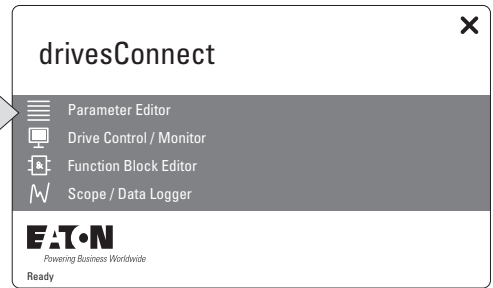 drivesConnect
Parameter Editor
Drive Control / Monitor
&
Function Block Editor
Scope / Data Logger
EATON
Powering Business Worldwide
Ready